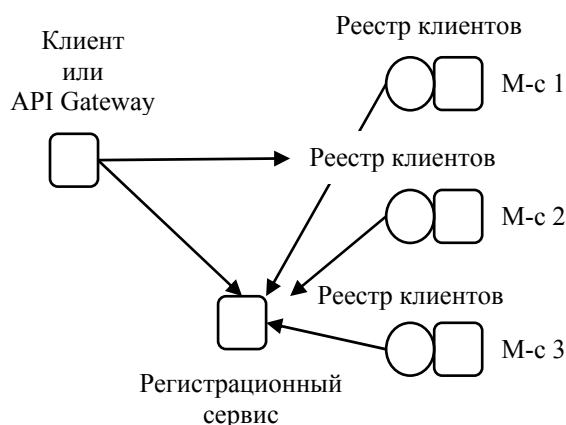 Реестр клиентов
Клиент
или
API Gateway
М-с 1
Реестр клиентов
М-с 2
Реестр клиентов
М-с 3
Регистрационный
сервис